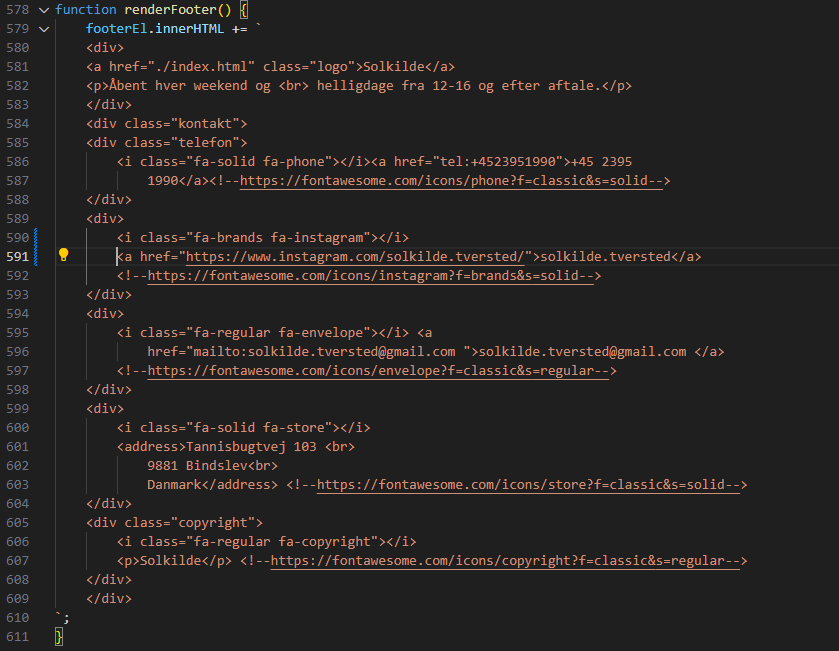 578 function renderFooter() {
579 footerEl.innerHTML += `
580 <div>
581 <a href="./index.html" class="logo">Solkilde</a>
582 <p>Åbent hver weekend og <br> helligdage fra 12-16 og efter aftale.</p>
583 </div>
584 <div class="kontakt">
585 <div class="telefon">
586 <i class="fa-solid fa-phone"></i><a href="tel:+4523951990">+45 2395
587 1990</a><!--https://fontawesome.com/icons/phone?f=classic&s=solid-->
588 </div>
589 <div>
590 <i class="fa-brands fa-instagram"></i>
591 <a href="https://www.instagram.com/solkilde.tversted/">solkilde.tversted</a>
592 <!--https://fontawesome.com/icons/instagram?f=brands&s=solid-->
593 </div>
594 <div>
595 <i class="fa-regular fa-envelope"></i> <a
596 href="mailto:solkilde.tversted@gmail.com ">solkilde.tversted@gmail.com </a>
597 <!--https://fontawesome.com/icons/envelope?f=classic&s=regular-->
598 </div>
599 <div>
600 <i class="fa-solid fa-store"></i>
601 <address>Tannisbugtvej 103 <br>
602 9881 Bindslev<br>
603 Danmark</address> <!--https://fontawesome.com/icons/store?f=classic&s=solid-->
604 </div>
605 <div class="copyright">
606 <i class="fa-regular fa-copyright"></i>
607 <p>Solkilde</p> <!--https://fontawesome.com/icons/copyright?f=classic&s=regular-->
608 </div>
609 </div>
610 `;
611 }